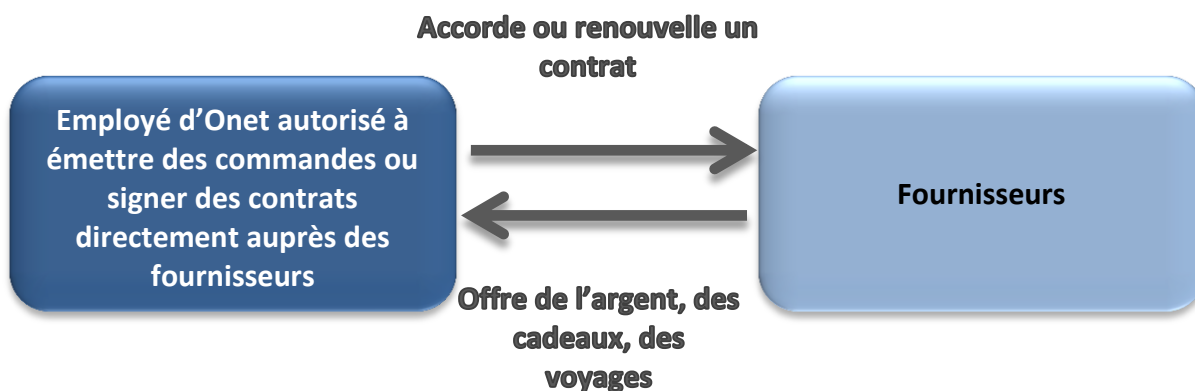 Accorde ou renouvelle un
contrat
Employé d’Onet autorisé à
émettre des commandes ou
signer des contrats
directement auprès des
fournisseurs
Fournisseurs
Offre de l’argent, des
cadeaux, des
voyages